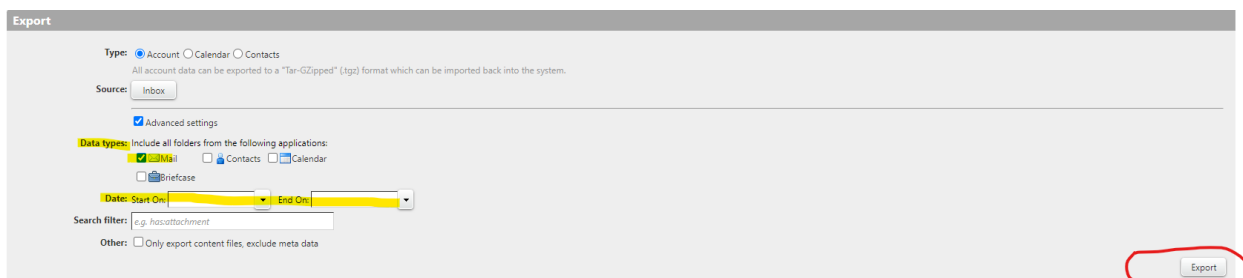 Export
Type: Account Calendar Contacts
All account data can be exported to a "Tar-GZipped" (.tgz) format which can be imported back into the system.
Source: Inbox
Advanced settings
Data types: Include all folders from the following applications:
Mail Contacts Calendar
Briefcase
Date: Start On: End On:
Search filter: e.g. has:attachment
Other: Only export content files, exclude meta data
Export